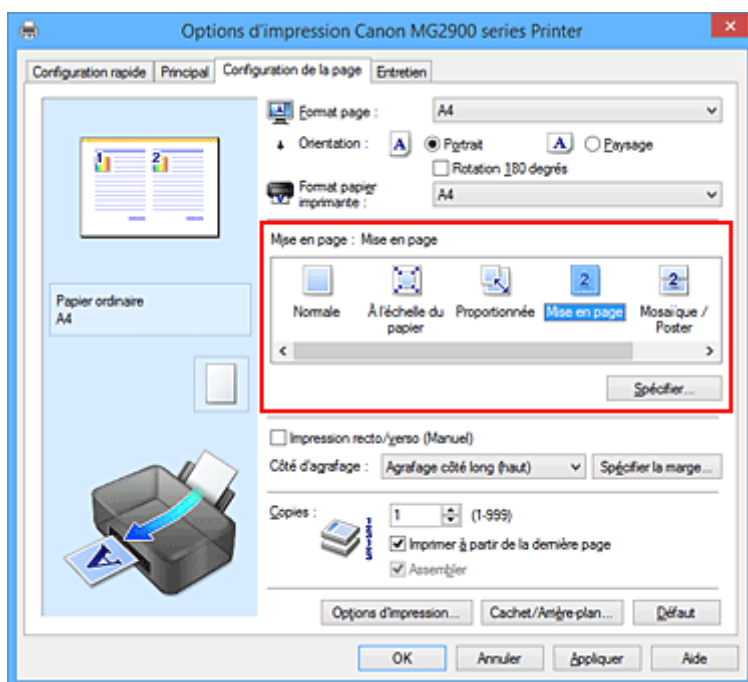 Options d'impression Canon MG2900 series Printer
Configuration rapide Principal Configuration de la page Entretien
Format page : A4
Orientation : A Portrait A Paysage
Rotation 180 degrés
Format papier imprimante : A4
1 2
Papier ordinaire
A4
Mise en page : Mise en page
2 2
Normale À l'échelle du papier Proportionnée Mise en page Mosaïque / Poster
Spécifier...
Impression recto/verso (Manuel)
Côté d'agrafage : Agrafage côté long (haut) Spécifier la marge...
Copies : 1 (1-999)
Imprimer à partir de la dernière page
Assembler
A
Options d'impression... Cachet/Arrière-plan... Défaut
OK Annuler Appliquer Aide